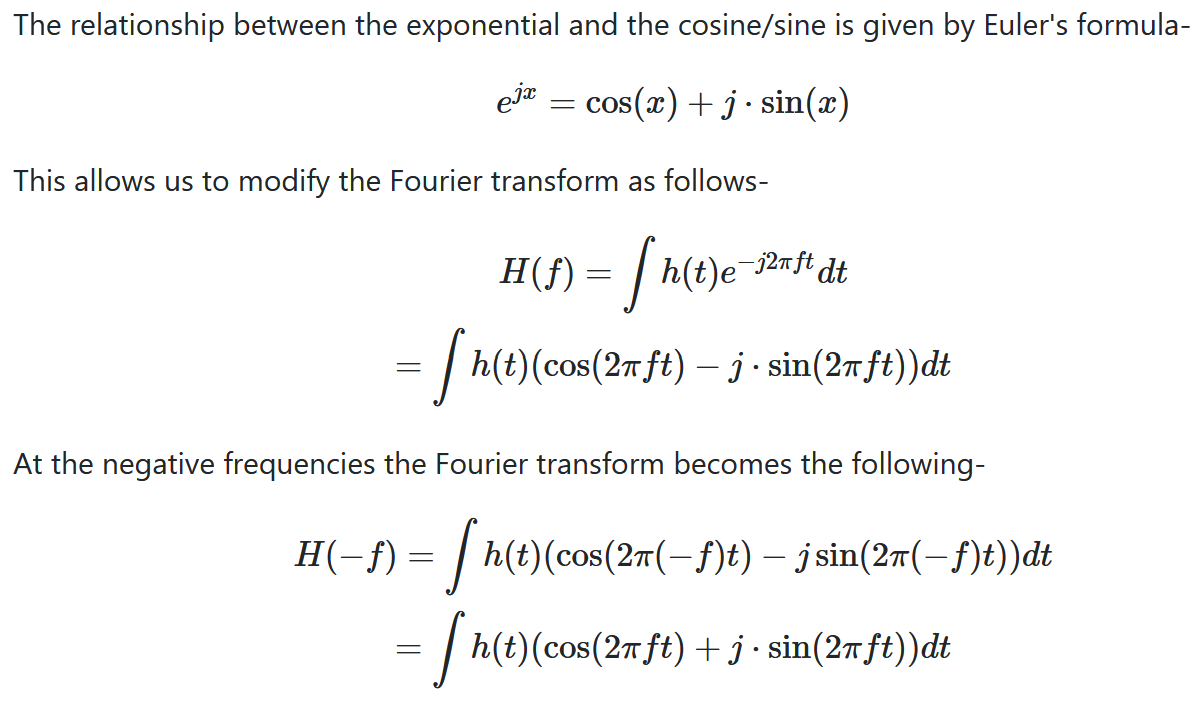 The relationship between the exponential and the cosine/sine is given by Euler's formula-
e^{jx} = cos(x) + j · sin(x)
This allows us to modify the Fourier transform as follows-
H(f) = ∫ h(t)e^{−j2πft} dt
= ∫ h(t)(cos(2πft) − j · sin(2πft))dt
At the negative frequencies the Fourier transform becomes the following-
H(−f) = ∫ h(t)(cos(2π(−f)t) − j sin(2π(−f)t))dt
= ∫ h(t)(cos(2πft) + j · sin(2πft))dt